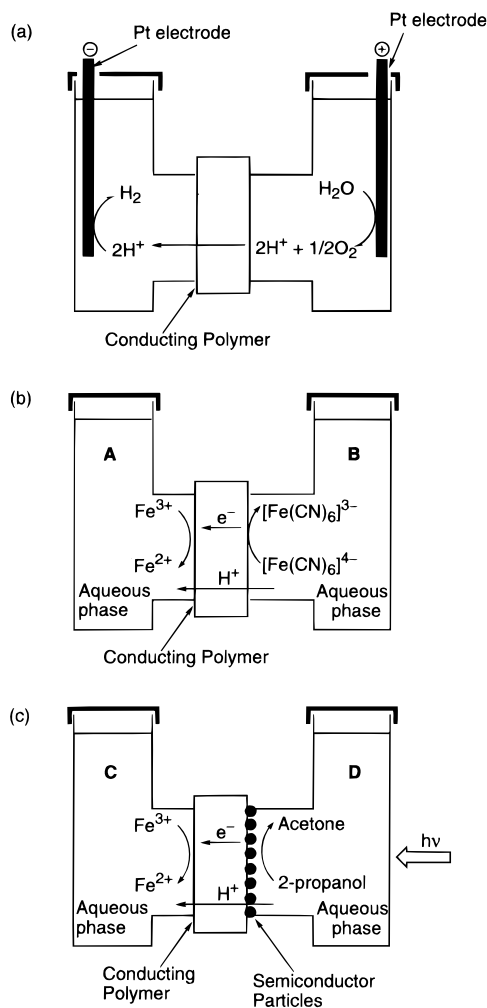 (a)
Pt electrode
Pt electrode
⊖
⊕
H₂
H₂O
2H⁺
2H⁺ + 1/2O₂
Conducting Polymer
(b)
A
B
Fe³⁺
e⁻
[Fe(CN)₆]³⁻
Fe²⁺
[Fe(CN)₆]⁴⁻
Aqueous
phase
H⁺
Aqueous
phase
Conducting Polymer
(c)
C
D
Fe³⁺
e⁻
Acetone
hν
Fe²⁺
2-propanol
Aqueous
phase
H⁺
Aqueous
phase
Conducting
Polymer
Semiconductor
Particles